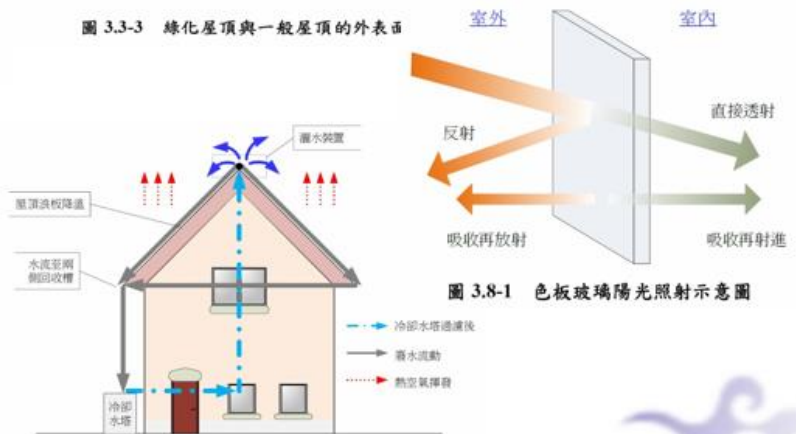 圖 3.3-3 綠化屋頂與一般屋頂的外表面
室外
室內
直接透射
反射
吸收再放射
吸收再射進
圖 3.8-1 色板玻璃陽光照射示意圖
灑水裝置
屋頂浪板降溫
水流至兩
側回收槽
冷卻水塔過濾後
灑水流動
熱空氣揮發
冷卻
水塔